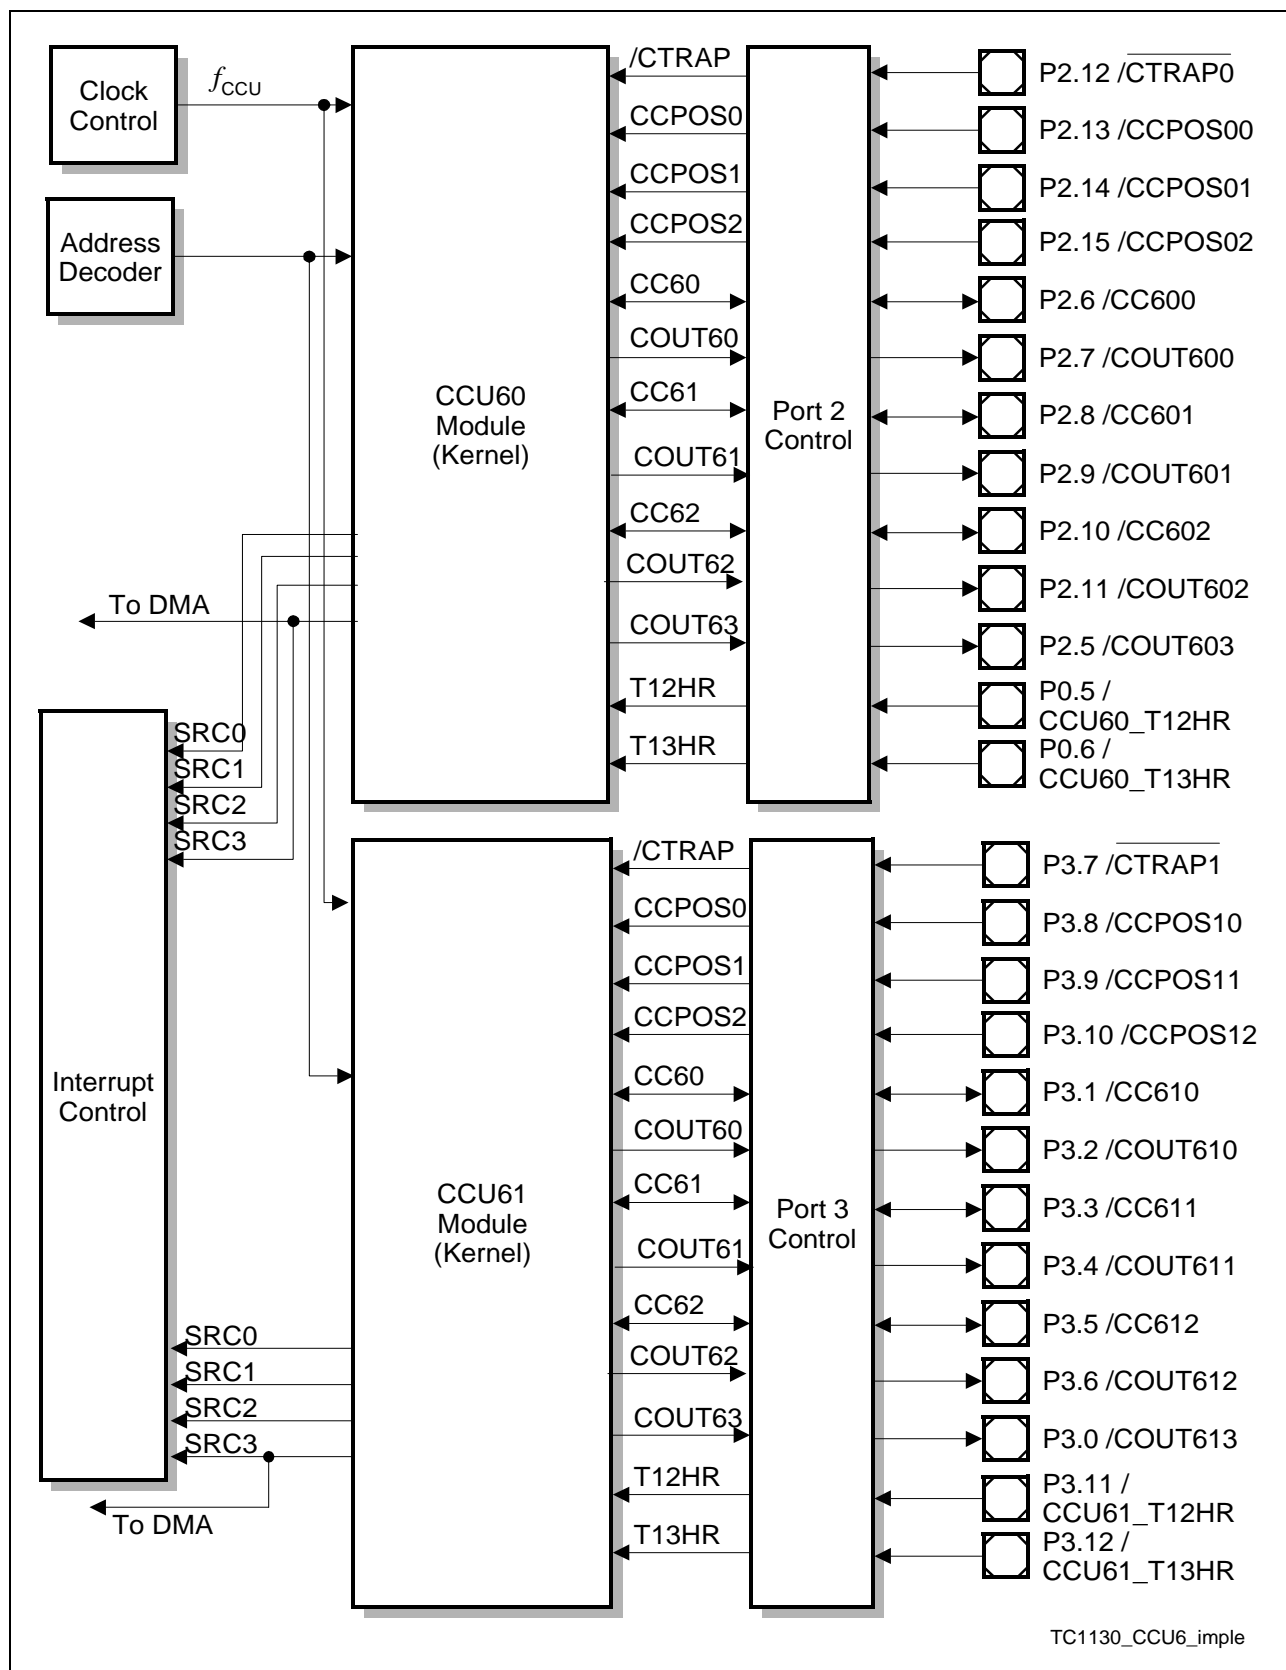 Clock
Control
fCCU
Address
Decoder
CCU60
Module
(Kernel)
/CTRAP
CCPOS0
CCPOS1
CCPOS2
CC60
COUT60
CC61
COUT61
CC62
COUT62
COUT63
T12HR
T13HR
Port 2
Control
P2.12 /CTRAP0
P2.13 /CCPOS00
P2.14 /CCPOS01
P2.15 /CCPOS02
P2.6 /CC600
P2.7 /COUT600
P2.8 /CC601
P2.9 /COUT601
P2.10 /CC602
P2.11 /COUT602
P2.5 /COUT603
P0.5 /
CCU60_T12HR
P0.6 /
CCU60_T13HR
To DMA
SRC0
SRC1
SRC2
SRC3
Interrupt
Control
SRC0
SRC1
SRC2
SRC3
To DMA
CCU61
Module
(Kernel)
/CTRAP
CCPOS0
CCPOS1
CCPOS2
CC60
COUT60
CC61
COUT61
CC62
COUT62
COUT63
T12HR
T13HR
Port 3
Control
P3.7 /CTRAP1
P3.8 /CCPOS10
P3.9 /CCPOS11
P3.10 /CCPOS12
P3.1 /CC610
P3.2 /COUT610
P3.3 /CC611
P3.4 /COUT611
P3.5 /CC612
P3.6 /COUT612
P3.0 /COUT613
P3.11 /
CCU61_T12HR
P3.12 /
CCU61_T13HR
TC1130_CCU6_imple